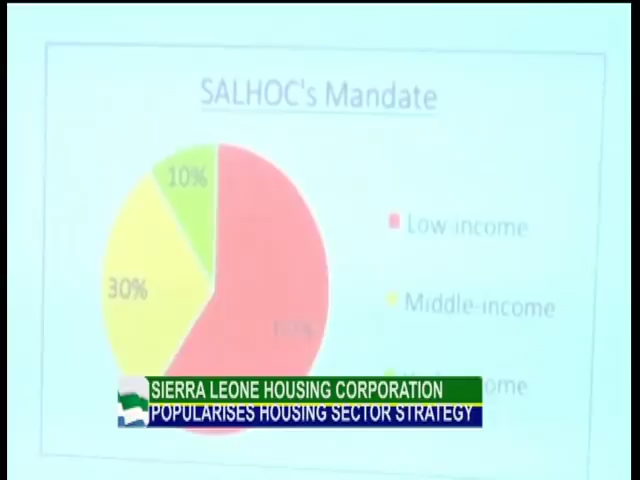 SALHOC's Mandate
10%
Low-income
30%
Middle-income
SIERRA LEONE HOUSING CORPORATION
POPULARISES HOUSING SECTOR STRATEGY